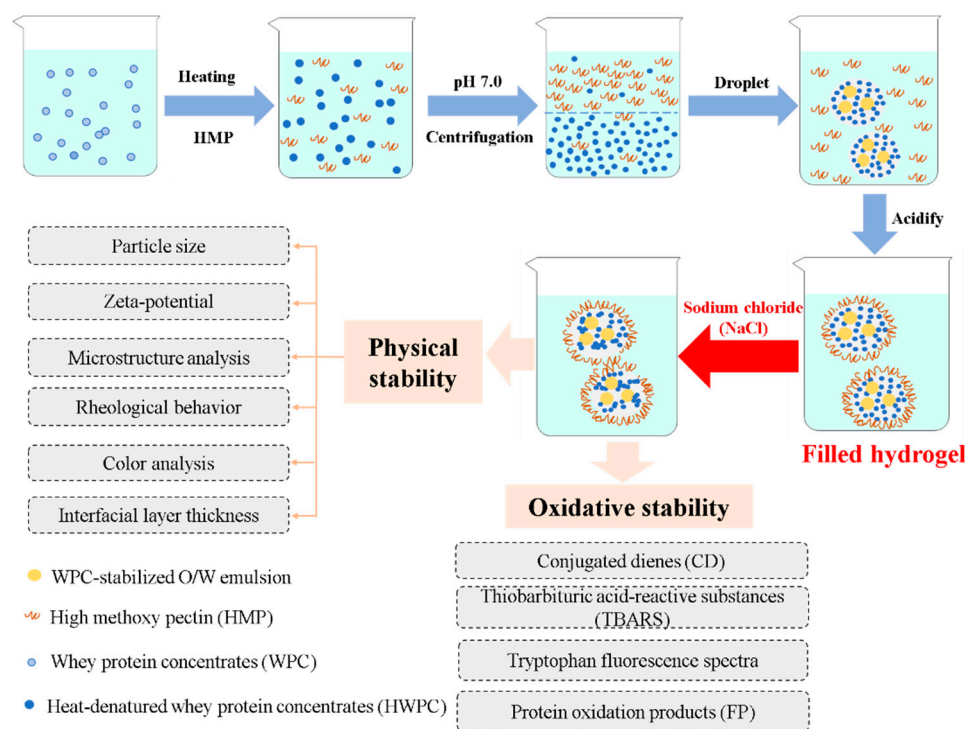 Heating
HMP
pH 7.0
Centrifugation
Droplet
Acidify
Particle size
Zeta-potential
Microstructure analysis
Rheological behavior
Color analysis
Interfacial layer thickness
Physical
stability
Sodium chloride
(NaCl)
Filled hydrogel
Oxidative stability
Conjugated dienes (CD)
Thiobarbituric acid-reactive substances
(TBARS)
Tryptophan fluorescence spectra
Protein oxidation products (FP)
WPC-stabilized O/W emulsion
High methoxy pectin (HMP)
Whey protein concentrates (WPC)
Heat-denatured whey protein concentrates (HWPC)